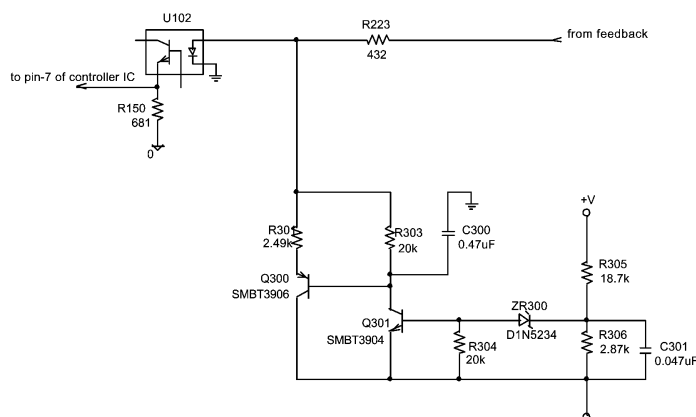 U102
R223
432
from feedback
to pin-7 of controller IC
R150
681
0
R301
2.49k
R303
20k
C300
0.47uF
+V
R305
18.7k
Q300
SMBT3906
Q301
SMBT3904
ZR300
D1N5234
R304
20k
R306
2.87k
C301
0.047uF